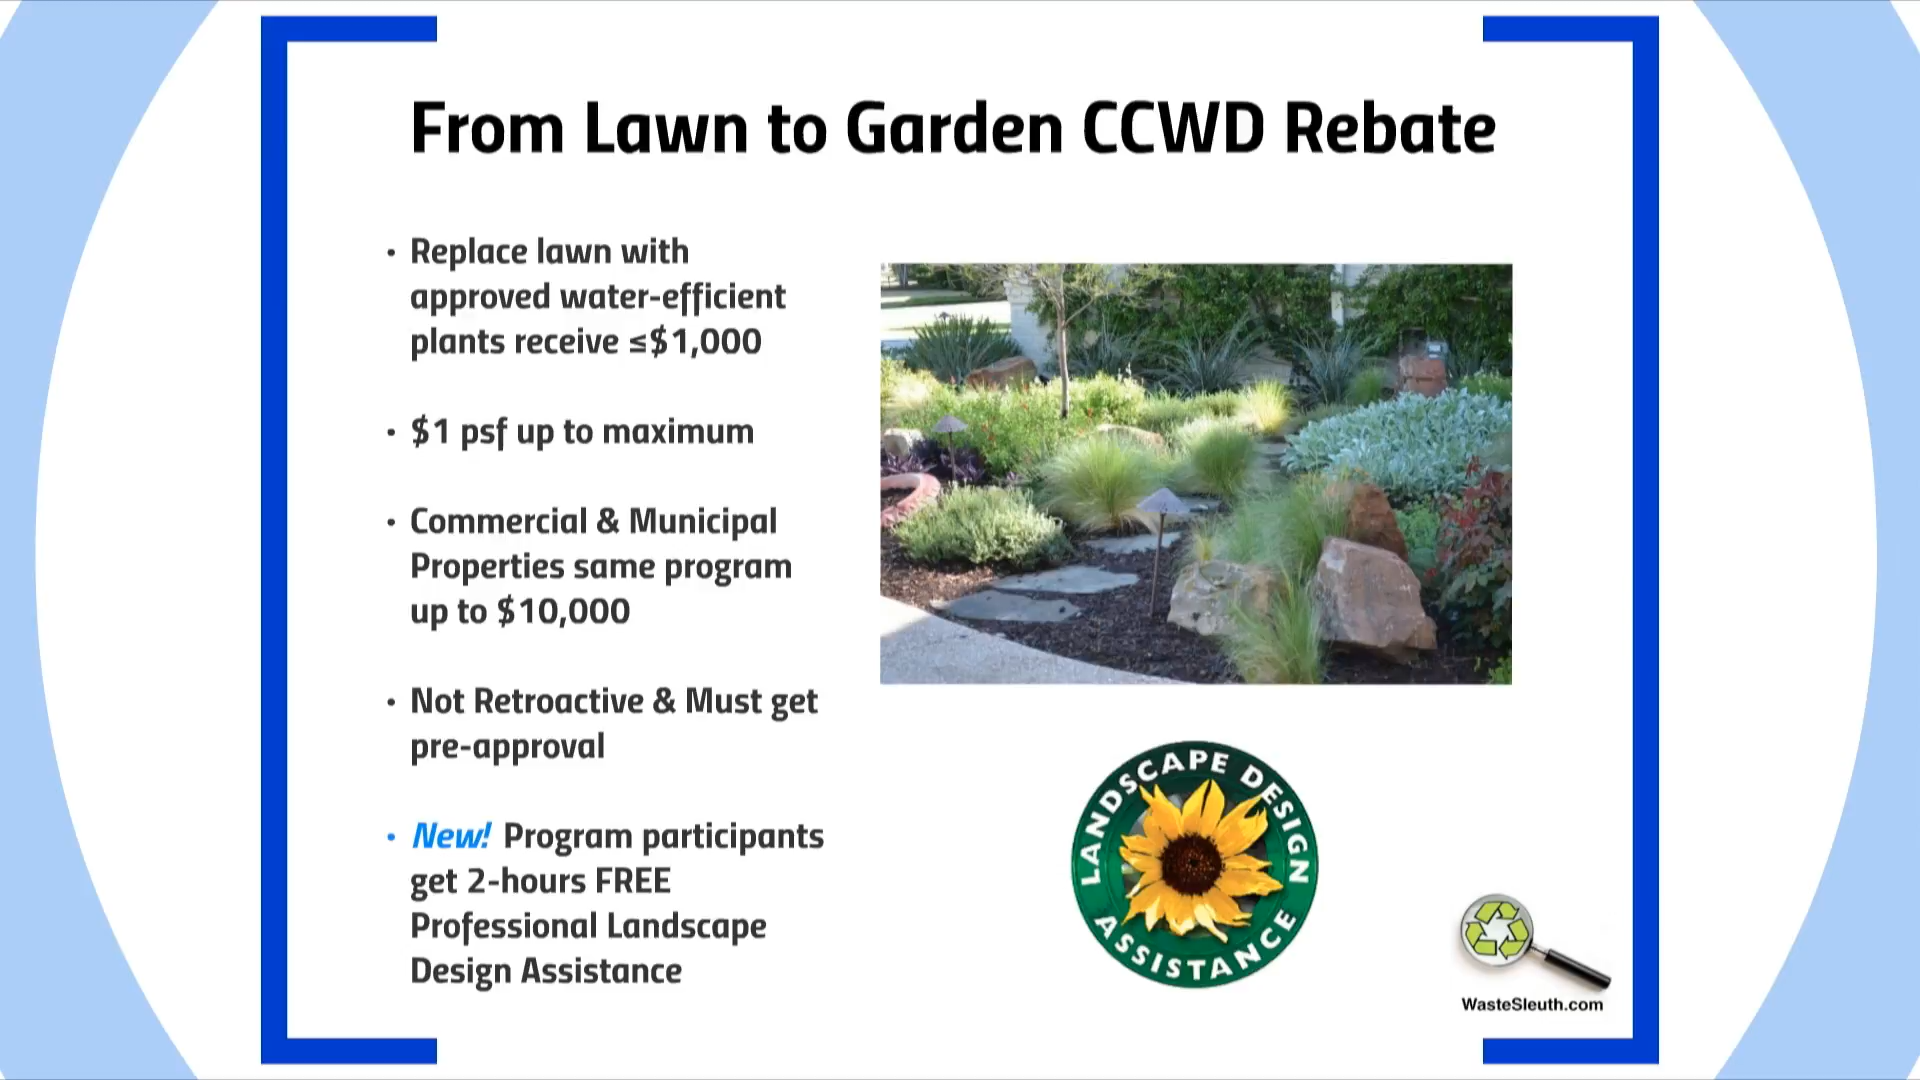 From Lawn to Garden CCWD Rebate
• Replace lawn with
approved water-efficient
plants receive ≤$1,000
• $1 psf up to maximum
• Commercial & Municipal
Properties same program
up to $10,000
• Not Retroactive & Must get
pre-approval
• New! Program participants
get 2-hours FREE
Professional Landscape
Design Assistance
LANDSCAPE DESIGN
ASSISTANCE
WasteSleuth.com